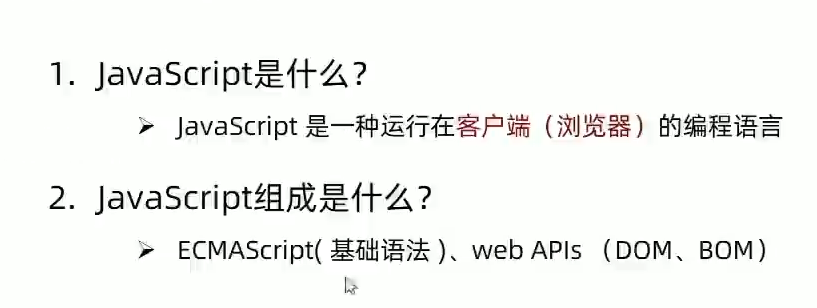 1. JavaScript是什么？
➢ JavaScript 是一种运行在客户端（浏览器）的编程语言
2. JavaScript组成是什么？
➢ ECMAScript( 基础语法 )、web APIs （DOM、BOM）